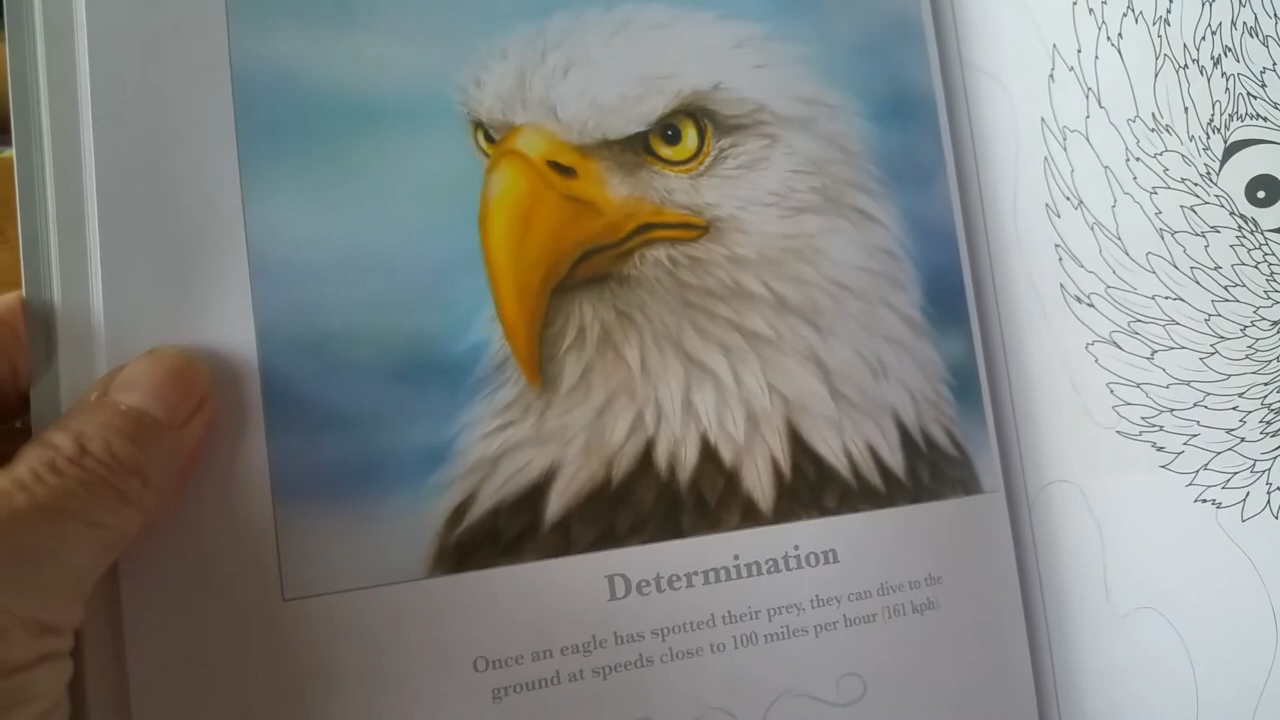 Determination
Once an eagle has spotted their prey, they can dive to the
ground at speeds close to 100 miles per hour (161 kph).